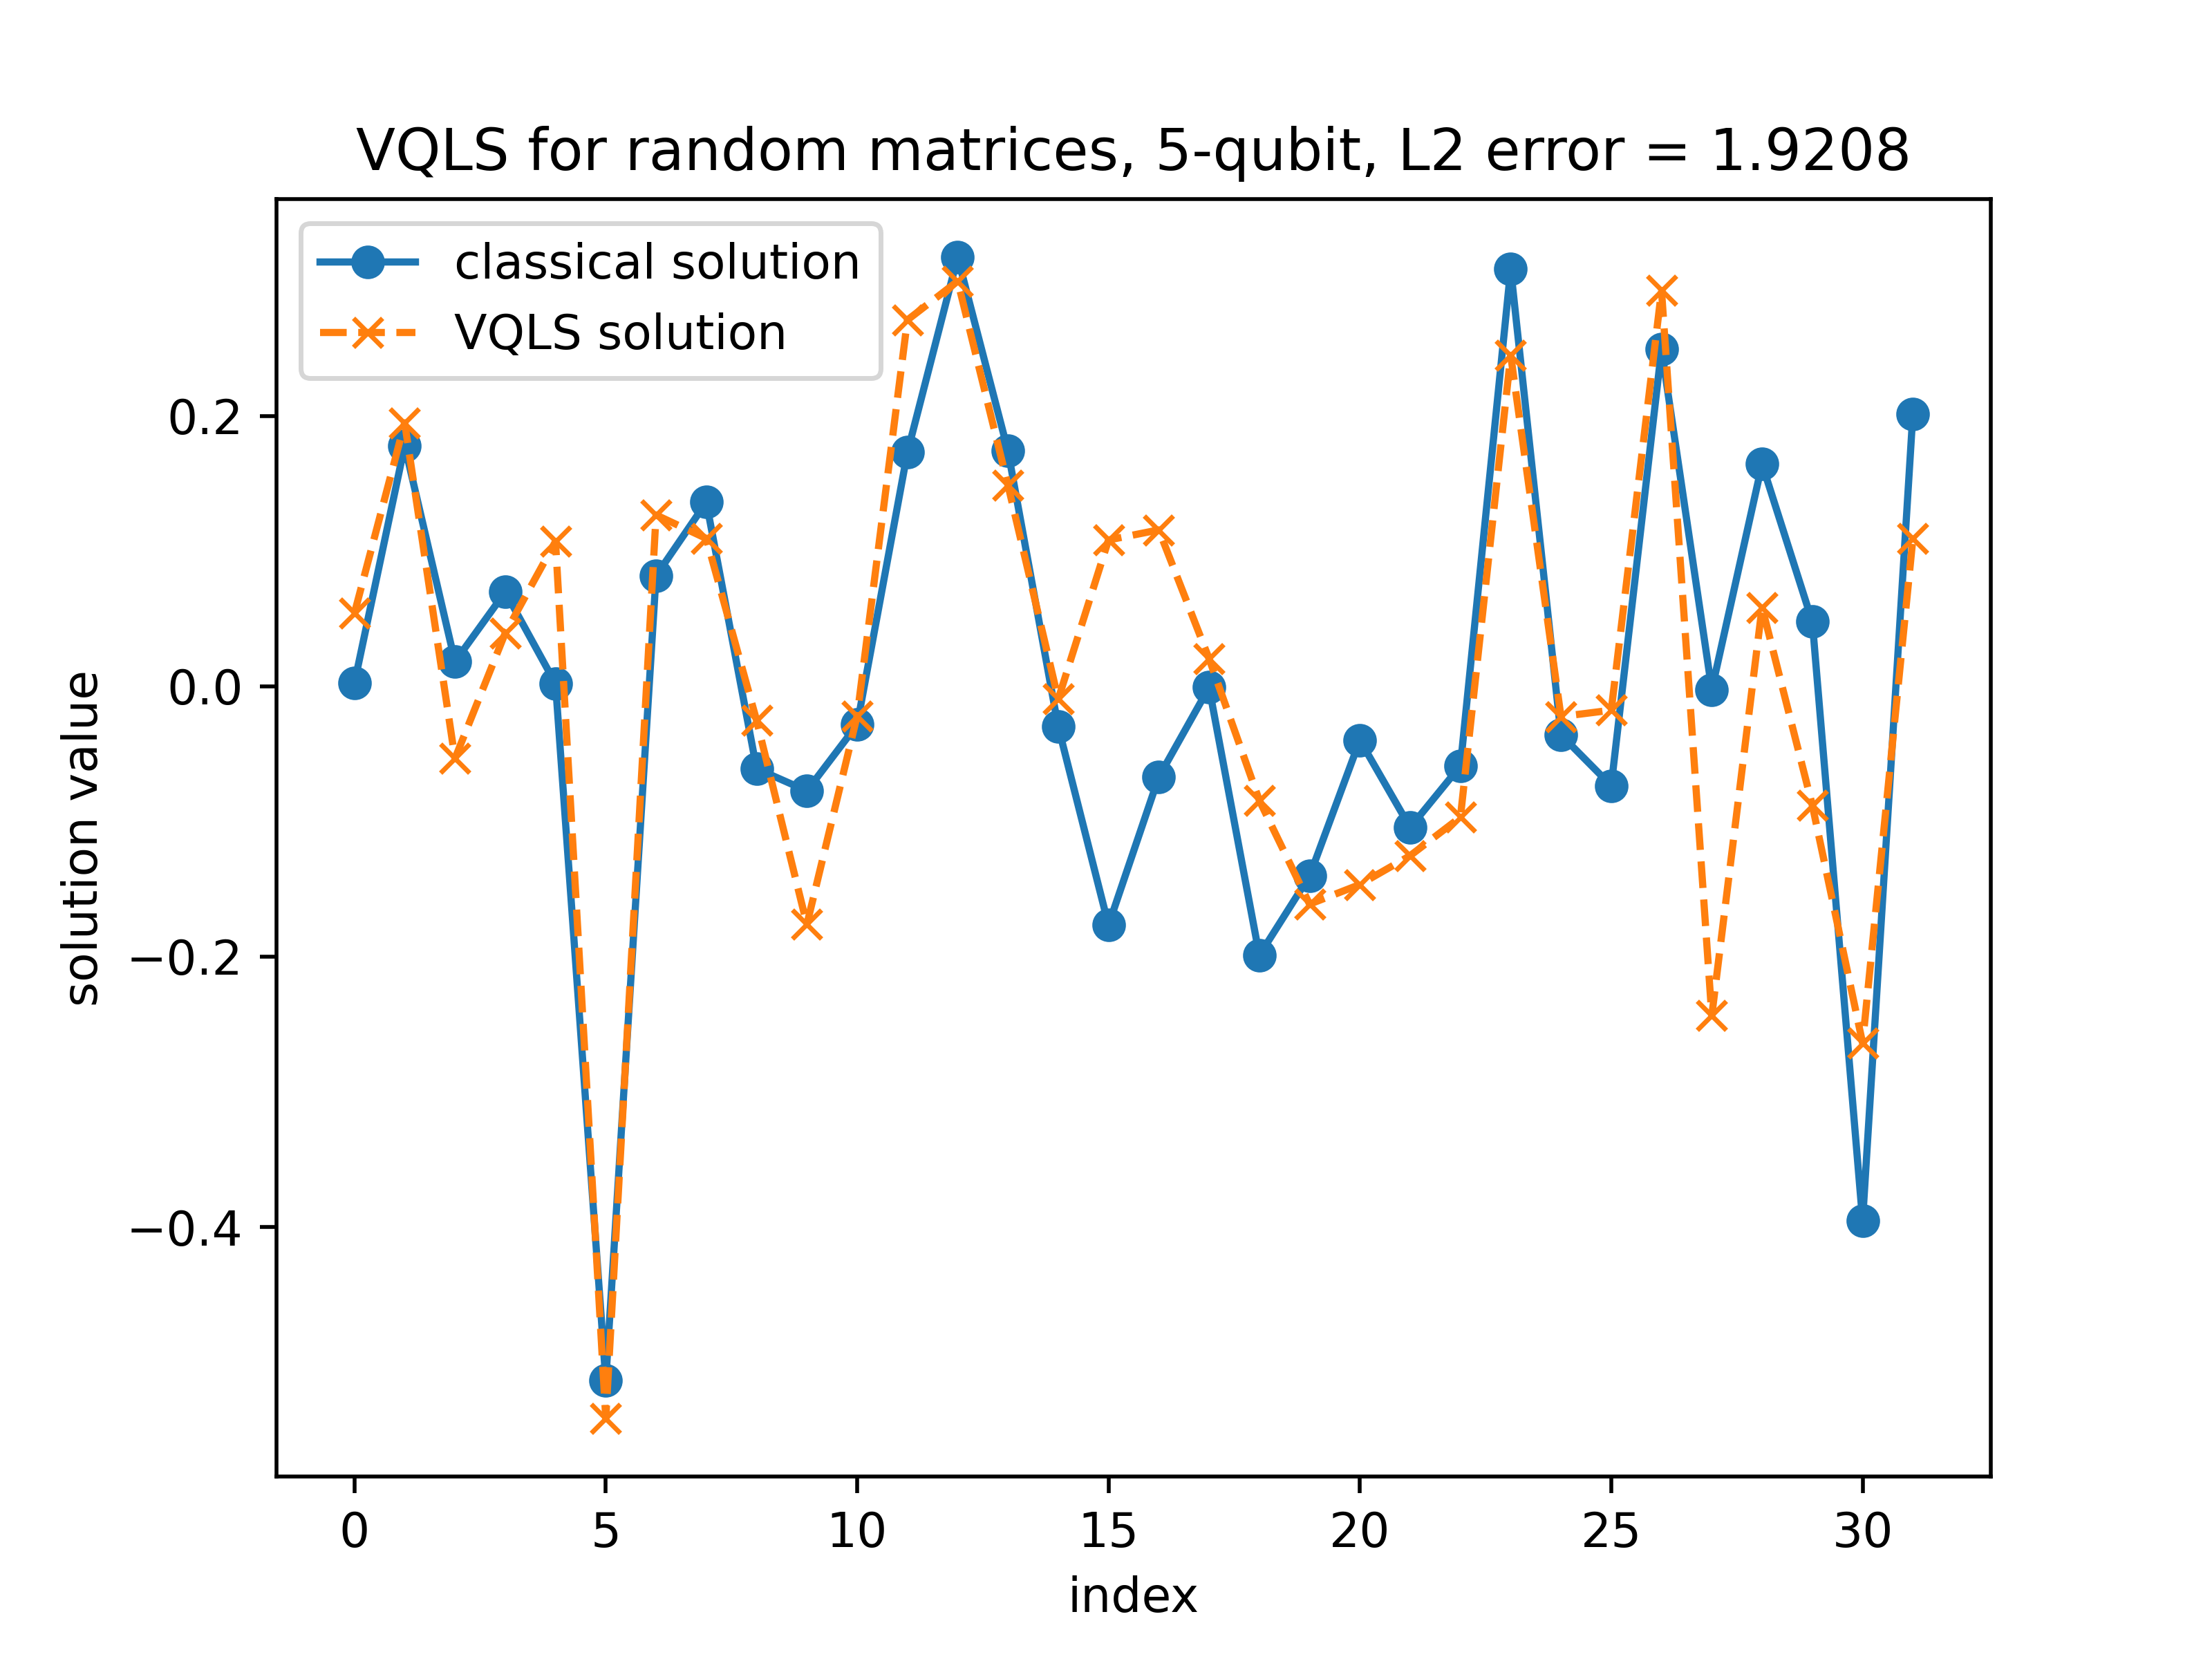 VQLS for random matrices, 5-qubit, L2 error = 1.9208
classical solution
VQLS solution
0.2
0.0
−0.2
−0.4
solution value
0 5 10 15 20 25 30
index